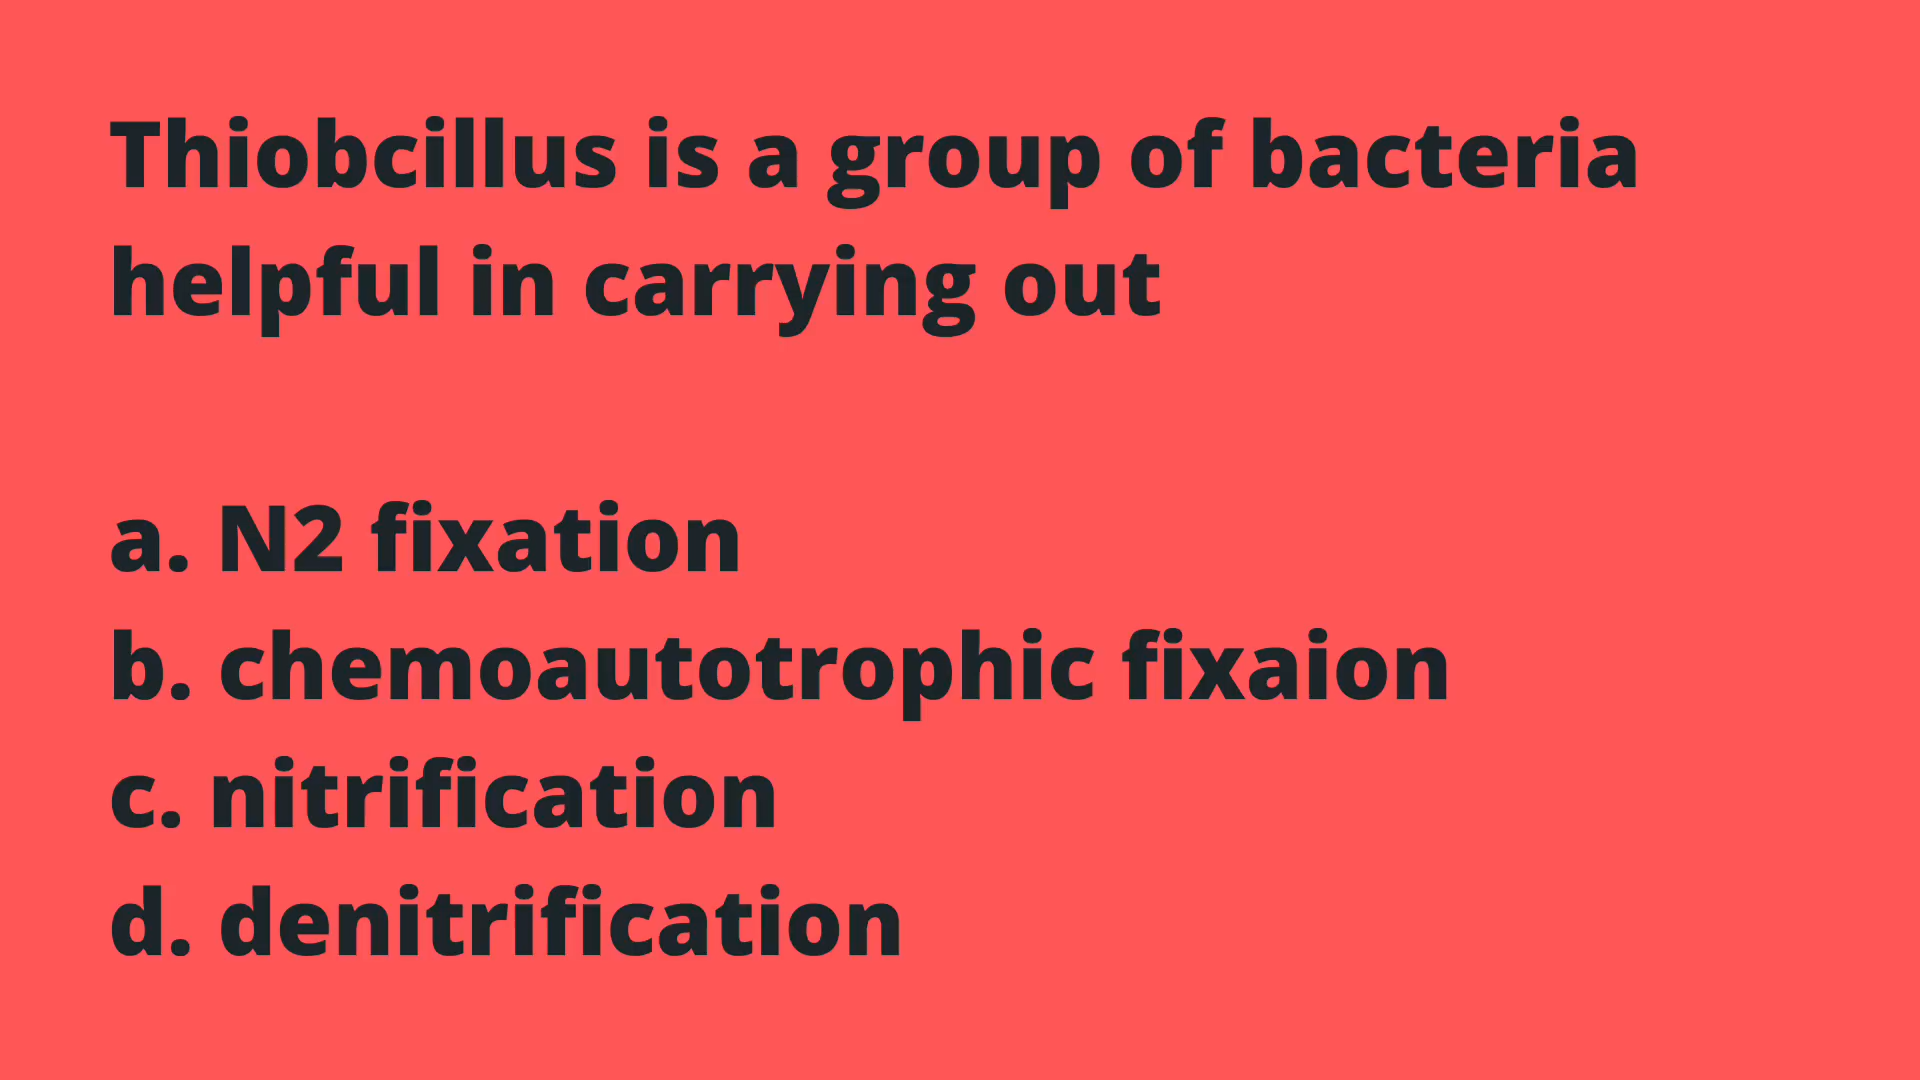 Thiobcillus is a group of bacteria
helpful in carrying out
a. N2 fixation
b. chemoautotrophic fixaion
c. nitrification
d. denitrification